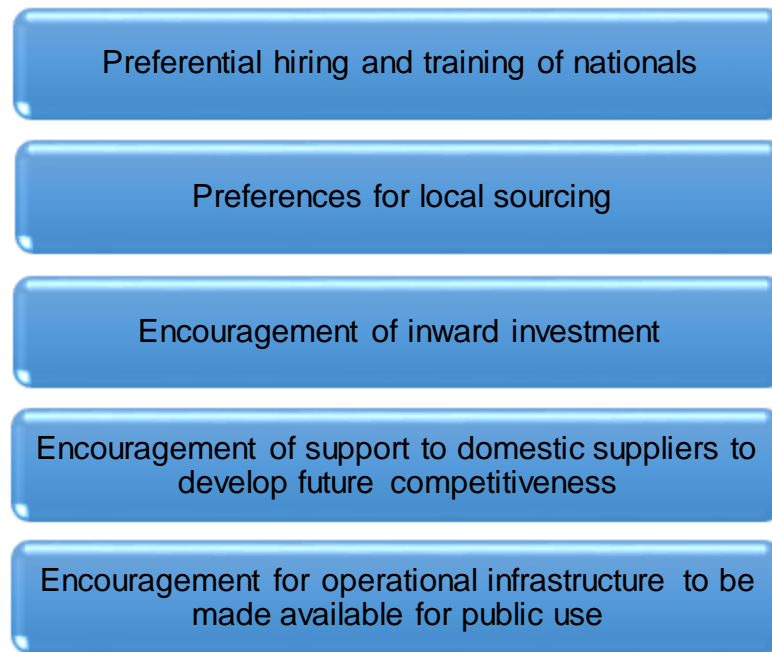 Preferential hiring and training of nationals
Preferences for local sourcing
Encouragement of inward investment
Encouragement of support to domestic suppliers to
develop future competitiveness
Encouragement for operational infrastructure to be
made available for public use